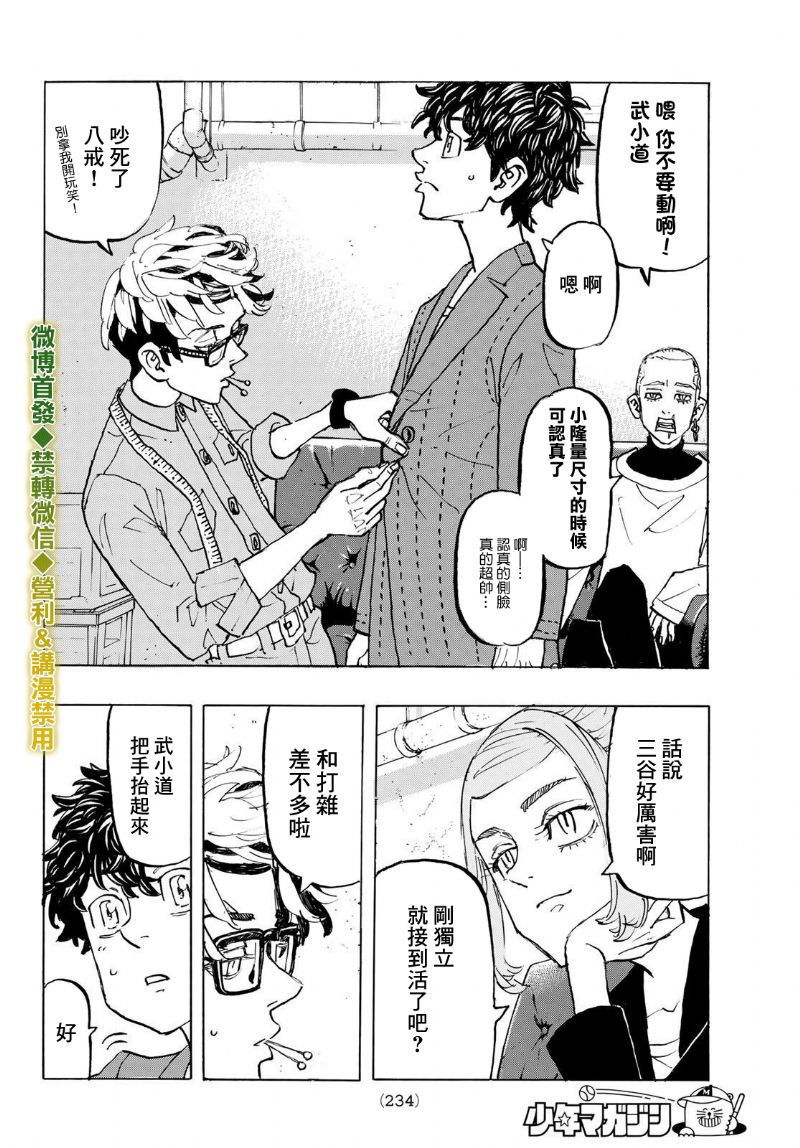 喂 你不要動啊！
武小道
嗯 啊
吵死了
八戒！
別拿我開玩笑！
小隆量尺寸的時候
可認真了
啊……
認真的側臉
真的超帥…
話說
三谷好厲害啊
剛獨立
就接到活了吧？
和打雜
差不多啦
武小道
把手抬起來
好
微博首發◆禁轉微信◆營利&講漫禁用
(234)
少年マガジン
M